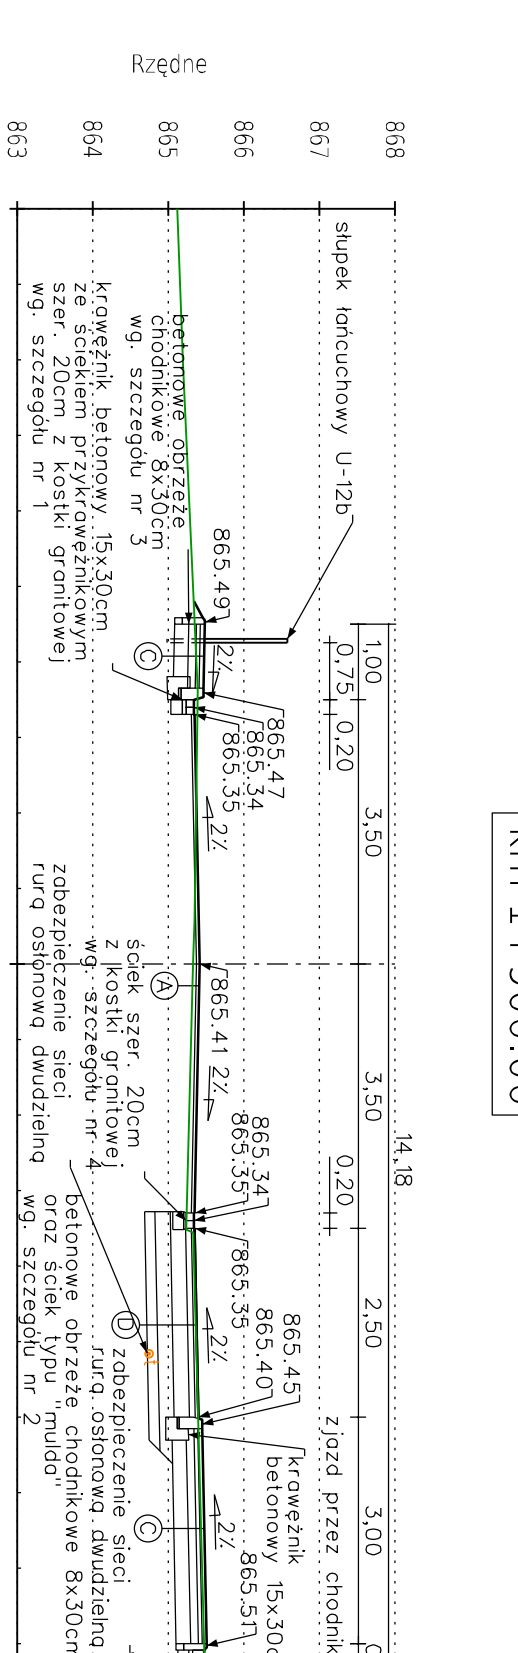 Rzędne
868
867
866
865
864
863
słupek łańcuchowy U-12b
betonowe obrzeże
chodnikowe 8x30cm
wg. szczegółu nr 3
krawężnik betonowy 15x30cm
ze ściekiem przykrawężnikowym
szer. 20cm z kostki granitowej
wg. szczegółu nr 1
865.49
2%
C
1,00
0,75
0,20
865.47
865.34
865.35
3,50
2%
A
865.41
2%
3,50
14,18
0,20
ściek szer. 20cm
z kostki granitowej
wg. szczegółu nr 4
zabezpieczenie sieci
rurą osłonową dwudzielną
865.34
865.35
865.35
2,50
D
2%
865.45
865.40
t
zabezpieczenie sieci
rurą osłonową dwudzielną
betonowe obrzeże chodnikowe 8x30cm
oraz ściek typu "mulda"
wg. szczegółu nr 2
zjazd przez chodnik
krawężnik
betonowy 15x30c
3,00
2%
C
865.51